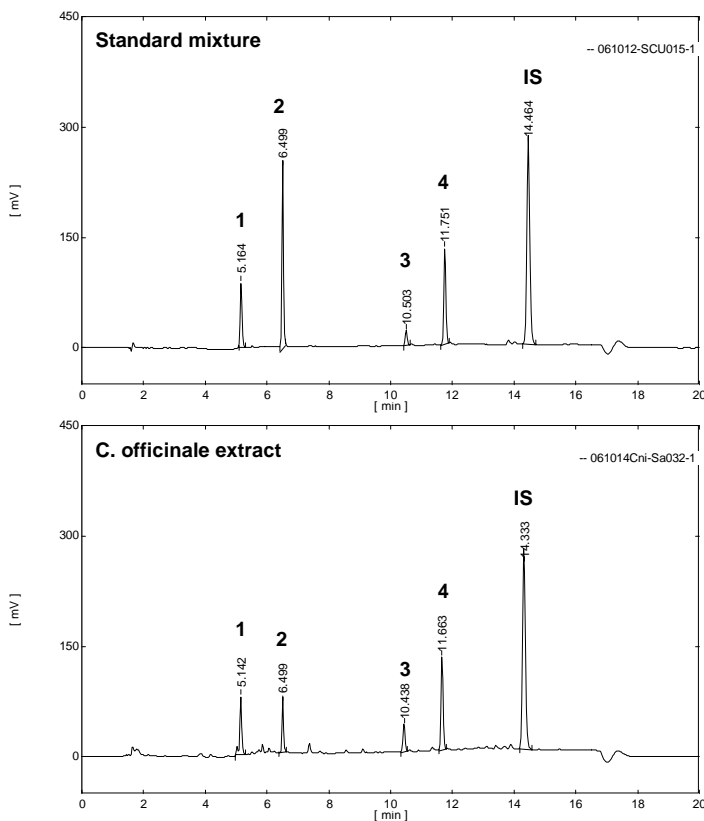 450
Standard mixture
-- 061012-SCU015-1
IS
14.464
2
6.499
300
4
11.751
1
5.164
3
10.503
150
[ mV ]
0
0 2 4 6 8 10 12 14 16 18 20
[ min ]
450
C. officinale extract
-- 061014Cni-Sa032-1
IS
14.333
300
4
11.663
1
5.142
2
6.499
3
10.438
150
[ mV ]
0
0 2 4 6 8 10 12 14 16 18 20
[ min ]